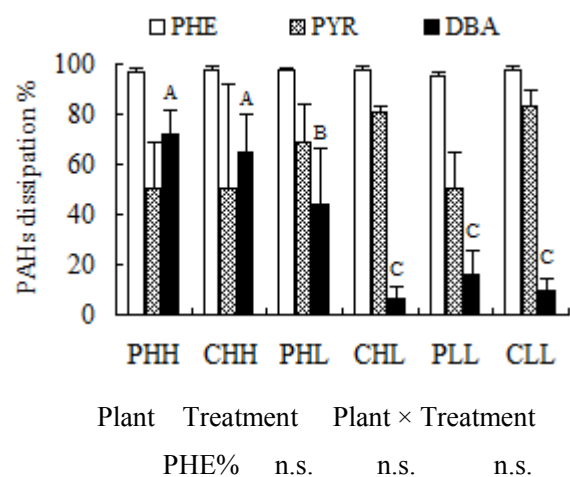 PHE PYR DBA
PAHs dissipation %
100
80
60
40
20
0
A A B C C C
PHH CHH PHL CHL PLL CLL
Plant Treatment Plant × Treatment
PHE% n.s. n.s. n.s.